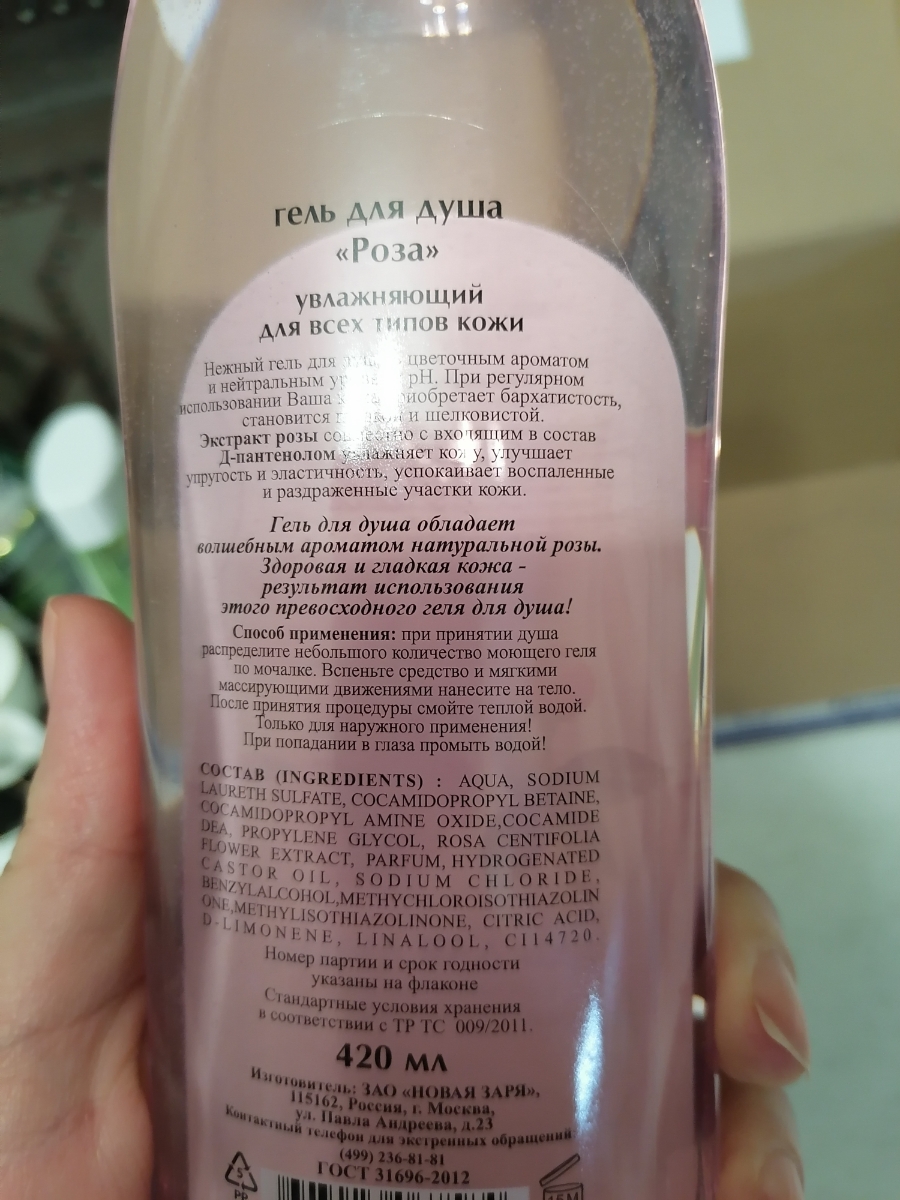 гель для душа
«Роза»
увлажняющий
для всех типов кожи
Нежный гель для цветочным ароматом
и нейтральным pH. При регулярном
использовании Ваша приобретает бархатистость,
становится и шелковистой.
Экстракт розы совместно с входящим в состав
Д-пантенолом увлажняет кожу, улучшает
упругость и эластичность, успокаивает воспаленные
и раздраженные участки кожи.
Гель для душа обладает
волшебным ароматом натуральной розы.
Здоровая и гладкая кожа -
результат использования
этого превосходного геля для душа!
Способ применения: при принятии душа
распределите небольшого количество моющего геля
по мочалке. Вспеньте средство и мягкими
массирующими движениями нанесите на тело.
После принятия процедуры смойте теплой водой.
Только для наружного применения!
При попадании в глаза промыть водой!
СОСТАВ (INGREDIENTS) : AQUA, SODIUM
LAURETH SULFATE, COCAMIDOPROPYL BETAINE,
COCAMIDOPROPYL AMINE OXIDE,COCAMIDE
DEA, PROPYLENE GLYCOL, ROSA CENTIFOLIA
FLOWER EXTRACT, PARFUM, HYDROGENATED
CASTOR OIL, SODIUM CHLORIDE,
BENZYLALCOHOL,METHYCHLOROISOTHIAZOLIN
ONE,METHYLISOTHIAZOLINONE, CITRIC ACID,
D-LIMONENE, LINALOOL, CI14720.
Номер партии и срок годности
указаны на флаконе
Стандартные условия хранения
в соответствии с ТР ТС 009/2011.
420 мл
Изготовитель: ЗАО «НОВАЯ ЗАРЯ»,
115162, Россия, г. Москва,
ул. Павла Андреева, д.23
Контактный телефон для экстренных обращений
(499) 236-81-81
ГОСТ 31696-2012
5
PP